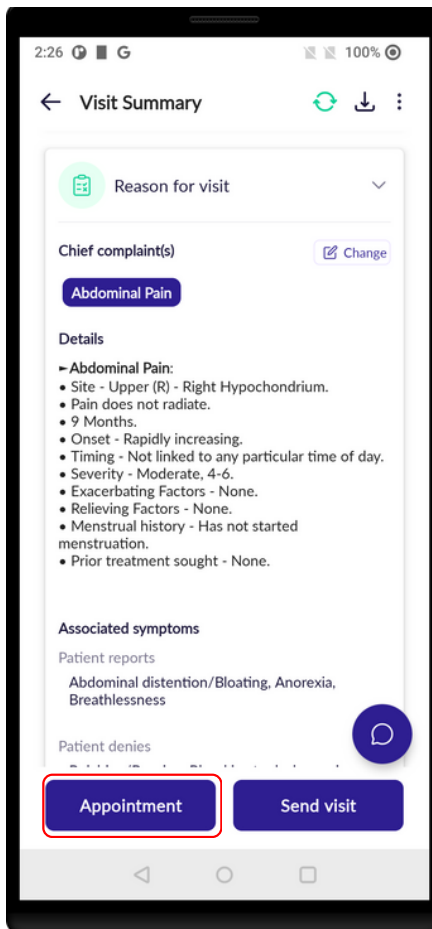 2:26 G 100%
Visit Summary
Reason for visit
Chief complaint(s)
Change
Abdominal Pain
Details
►Abdominal Pain:
• Site - Upper (R) - Right Hypochondrium.
• Pain does not radiate.
• 9 Months.
• Onset - Rapidly increasing.
• Timing - Not linked to any particular time of day.
• Severity - Moderate, 4-6.
• Exacerbating Factors - None.
• Relieving Factors - None.
• Menstrual history - Has not started
menstruation.
• Prior treatment sought - None.
Associated symptoms
Patient reports
Abdominal distention/Bloating, Anorexia,
Breathlessness
Patient denies
Appointment
Send visit